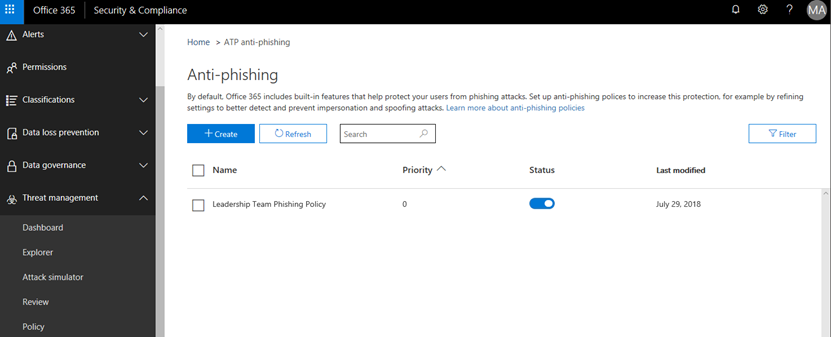 Office 365 Security & Compliance ? MA
Alerts
Permissions
Classifications
Data loss prevention
Data governance
Threat management
Dashboard
Explorer
Attack simulator
Review
Policy
Home > ATP anti-phishing
Anti-phishing
By default, Office 365 includes built-in features that help protect your users from phishing attacks. Set up anti-phishing polices to increase this protection, for example by refining
settings to better detect and prevent impersonation and spoofing attacks. Learn more about anti-phishing policies
+ Create Refresh Search Filter
Name Priority Status Last modified
Leadership Team Phishing Policy 0 July 29, 2018